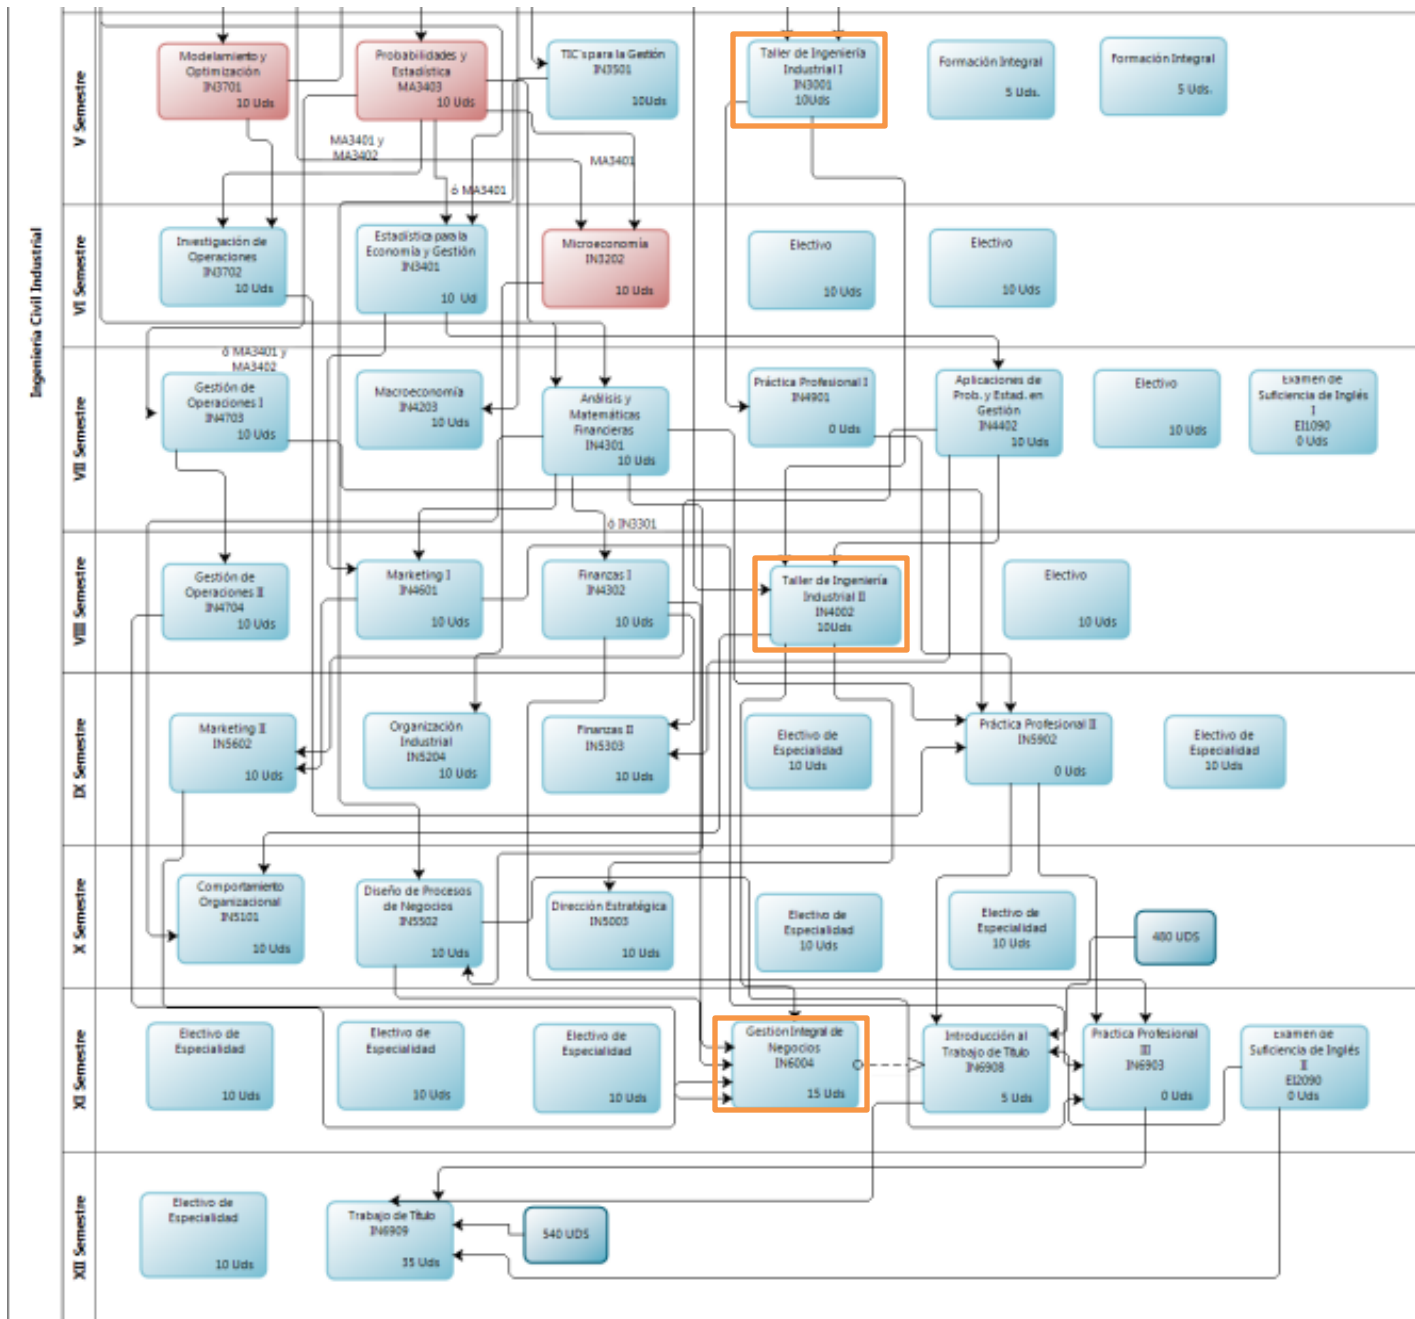 Ingeniería Civil Industrial
V Semestre
Modelamiento y
Optimización
IN3701
10 Uds
Probabilidades y
Estadística
MA3403
10 Uds
TIC's para la Gestión
IN3501
10Uds
Taller de Ingeniería
Industrial I
IN3001
10Uds
Formación Integral
5 Uds.
Formación Integral
5 Uds.
MA3401 y
MA3402
ó MA3401
MA3401
VI Semestre
Investigación de
Operaciones
IN3702
10 Uds
Estadística para la
Economía y Gestión
IN3401
10 Ud
Microeconomía
IN3202
10 Uds
Electivo
10 Uds
Electivo
10 Uds
VII Semestre
ó MA3401 y
MA3402
Gestión de
Operaciones I
IN4703
10 Uds
Macroeconomía
IN4203
10 Uds
Análisis y
Matemáticas
Financieras
IN4301
10 Uds
Práctica Profesional I
IN4901
0 Uds
Aplicaciones de
Prob. y Estad. en
Gestión
IN4402
10 Uds
Electivo
10 Uds
Examen de
Suficiencia de Inglés
I
EI1090
0 Uds
ó IN3301
VIII Semestre
Gestión de
Operaciones II
IN4704
10 Uds
Marketing I
IN4601
10 Uds
Finanzas I
IN4302
10 Uds
Taller de Ingeniería
Industrial II
IN4002
10Uds
Electivo
10 Uds
IX Semestre
Marketing II
IN5602
10 Uds
Organización
Industrial
IN5204
10 Uds
Finanzas II
IN5303
10 Uds
Electivo de
Especialidad
10 Uds
Práctica Profesional II
IN5902
0 Uds
Electivo de
Especialidad
10 Uds
X Semestre
Comportamiento
Organizacional
IN5101
10 Uds
Diseño de Procesos
de Negocios
IN5502
10 Uds
Dirección Estratégica
IN5003
10 Uds
Electivo de
Especialidad
10 Uds
Electivo de
Especialidad
10 Uds
480 UDS
XI Semestre
Electivo de
Especialidad
10 Uds
Electivo de
Especialidad
10 Uds
Electivo de
Especialidad
10 Uds
Gestión Integral de
Negocios
IN6004
15 Uds
Introducción al
Trabajo de Título
IN6908
5 Uds
Práctica Profesional
III
IN6903
0 Uds
Examen de
Suficiencia de Inglés
II
EI2090
0 Uds
XII Semestre
Electivo de
Especialidad
10 Uds
Trabajo de Título
IN6909
35 Uds
540 UDS